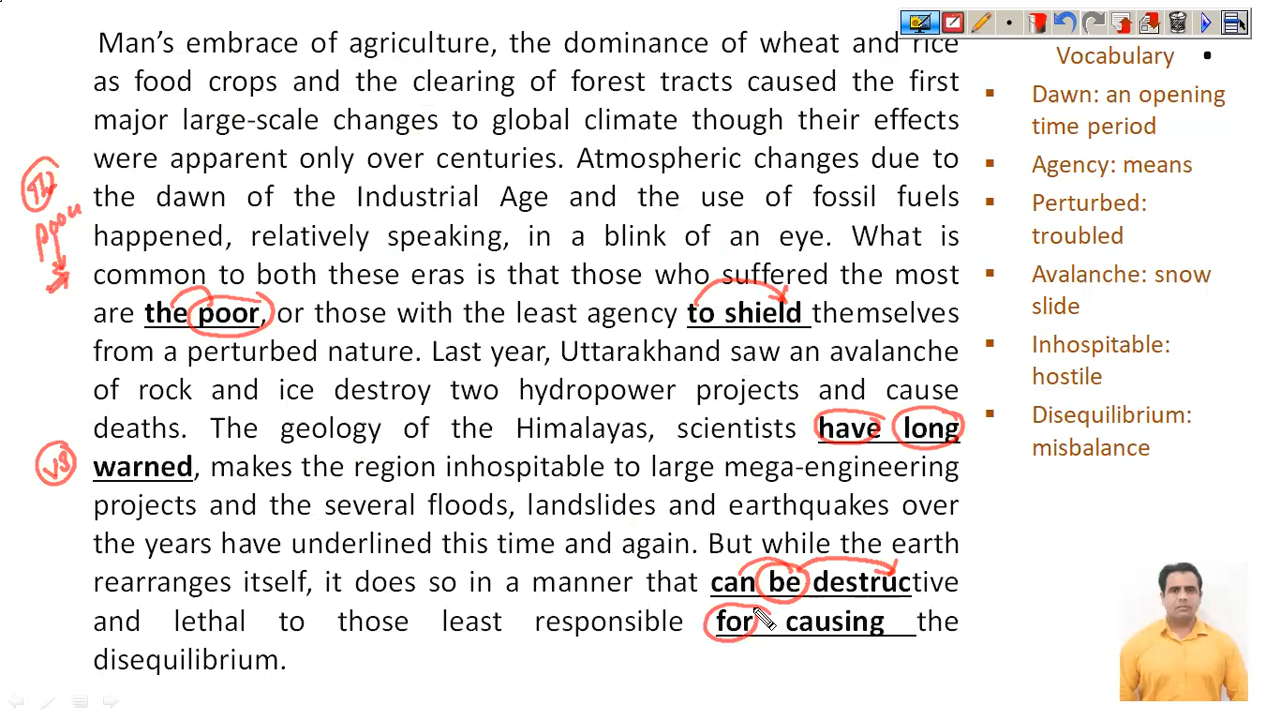 Man’s embrace of agriculture, the dominance of wheat and rice
as food crops and the clearing of forest tracts caused the first
major large-scale changes to global climate though their effects
were apparent only over centuries. Atmospheric changes due to
the dawn of the Industrial Age and the use of fossil fuels
happened, relatively speaking, in a blink of an eye. What is
common to both these eras is that those who suffered the most
are the poor, or those with the least agency to shield themselves
from a perturbed nature. Last year, Uttarakhand saw an avalanche
of rock and ice destroy two hydropower projects and cause
deaths. The geology of the Himalayas, scientists have long
warned, makes the region inhospitable to large mega-engineering
projects and the several floods, landslides and earthquakes over
the years have underlined this time and again. But while the earth
rearranges itself, it does so in a manner that can be destructive
and lethal to those least responsible for causing the
disequilibrium.
Vocabulary
Dawn: an opening
time period
Agency: means
Perturbed:
troubled
Avalanche: snow
slide
Inhospitable:
hostile
Disequilibrium:
misbalance
poor
V3